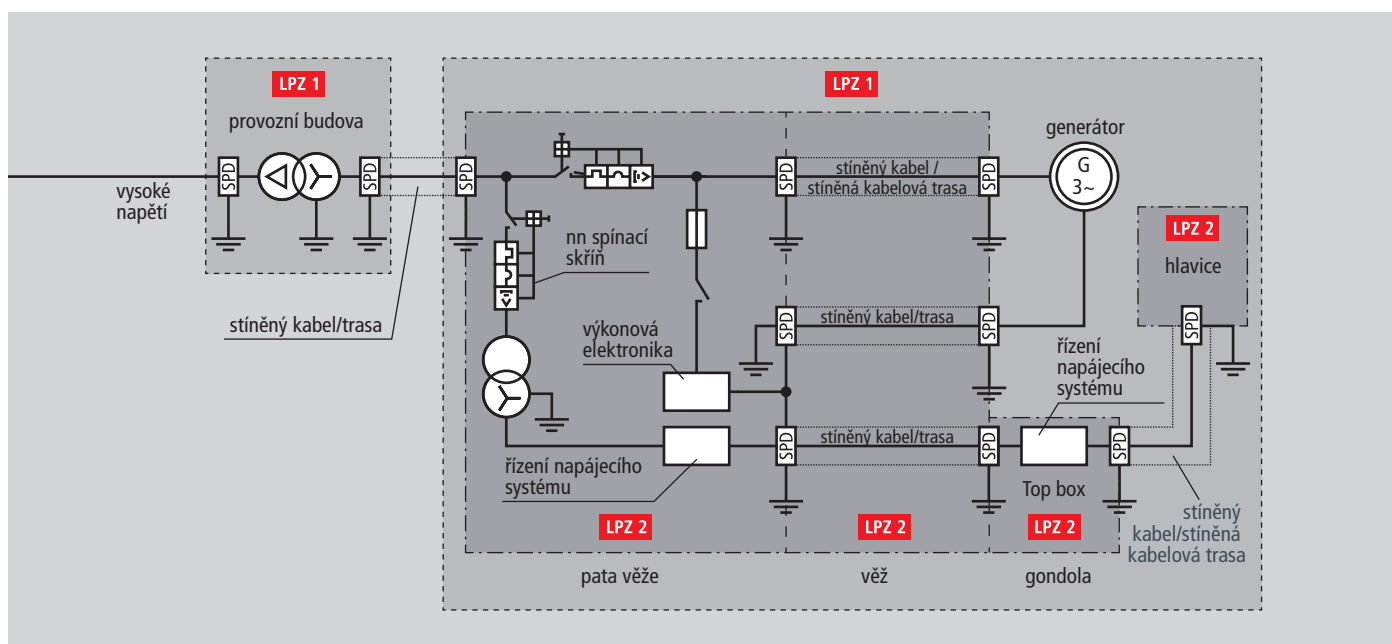 LPZ 1
provozní budova
SPD
SPD
vysoké
napětí
stíněný kabel/trasa
LPZ 1
SPD
nn spínací
skříň
výkonová
elektronika
řízení napájecího
systému
SPD
stíněný kabel /
stíněná kabelová trasa
SPD
generátor
G
3~
SPD
stíněný kabel/trasa
SPD
SPD
stíněný kabel/trasa
SPD
LPZ 2
hlavice
SPD
řízení
napájecího
systému
SPD
Top box
stíněný
kabel/stíněná
kabelová trasa
LPZ 2
LPZ 2
LPZ 2
pata věže
věž
gondola